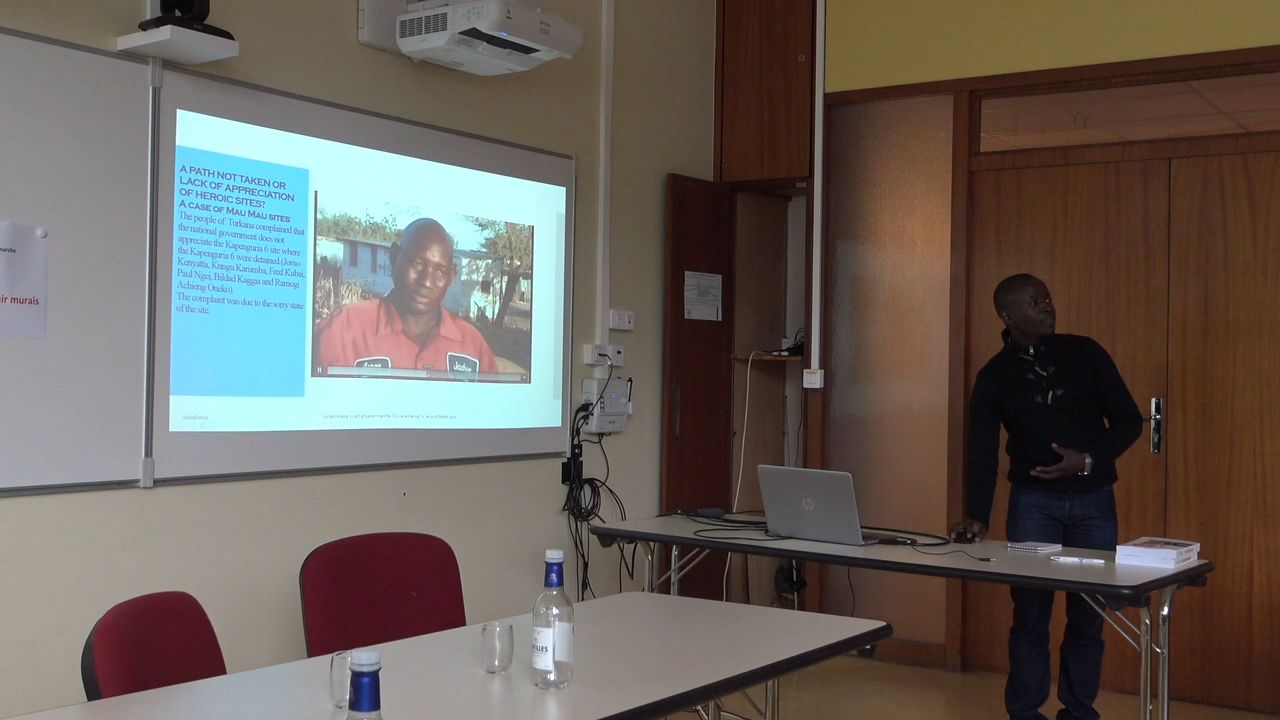 A PATH NOT TAKEN OR
LACK OF APPRECIATION
OF HEROIC SITES?
A CASE OF MAU MAU SITES
The people of Turkana complained that
the national government does not
appreciate the Kapenguria 6 site where
the Kapenguria 6 were detained (Jomo
Kenyatta, Kungu Karumba, Fred Kubai,
Paul Ngei, Bildad Kaggia and Ramogi
Achieng Oneko).
The complaint was due to the sorry state
of the site.
marche
ir murais
hp